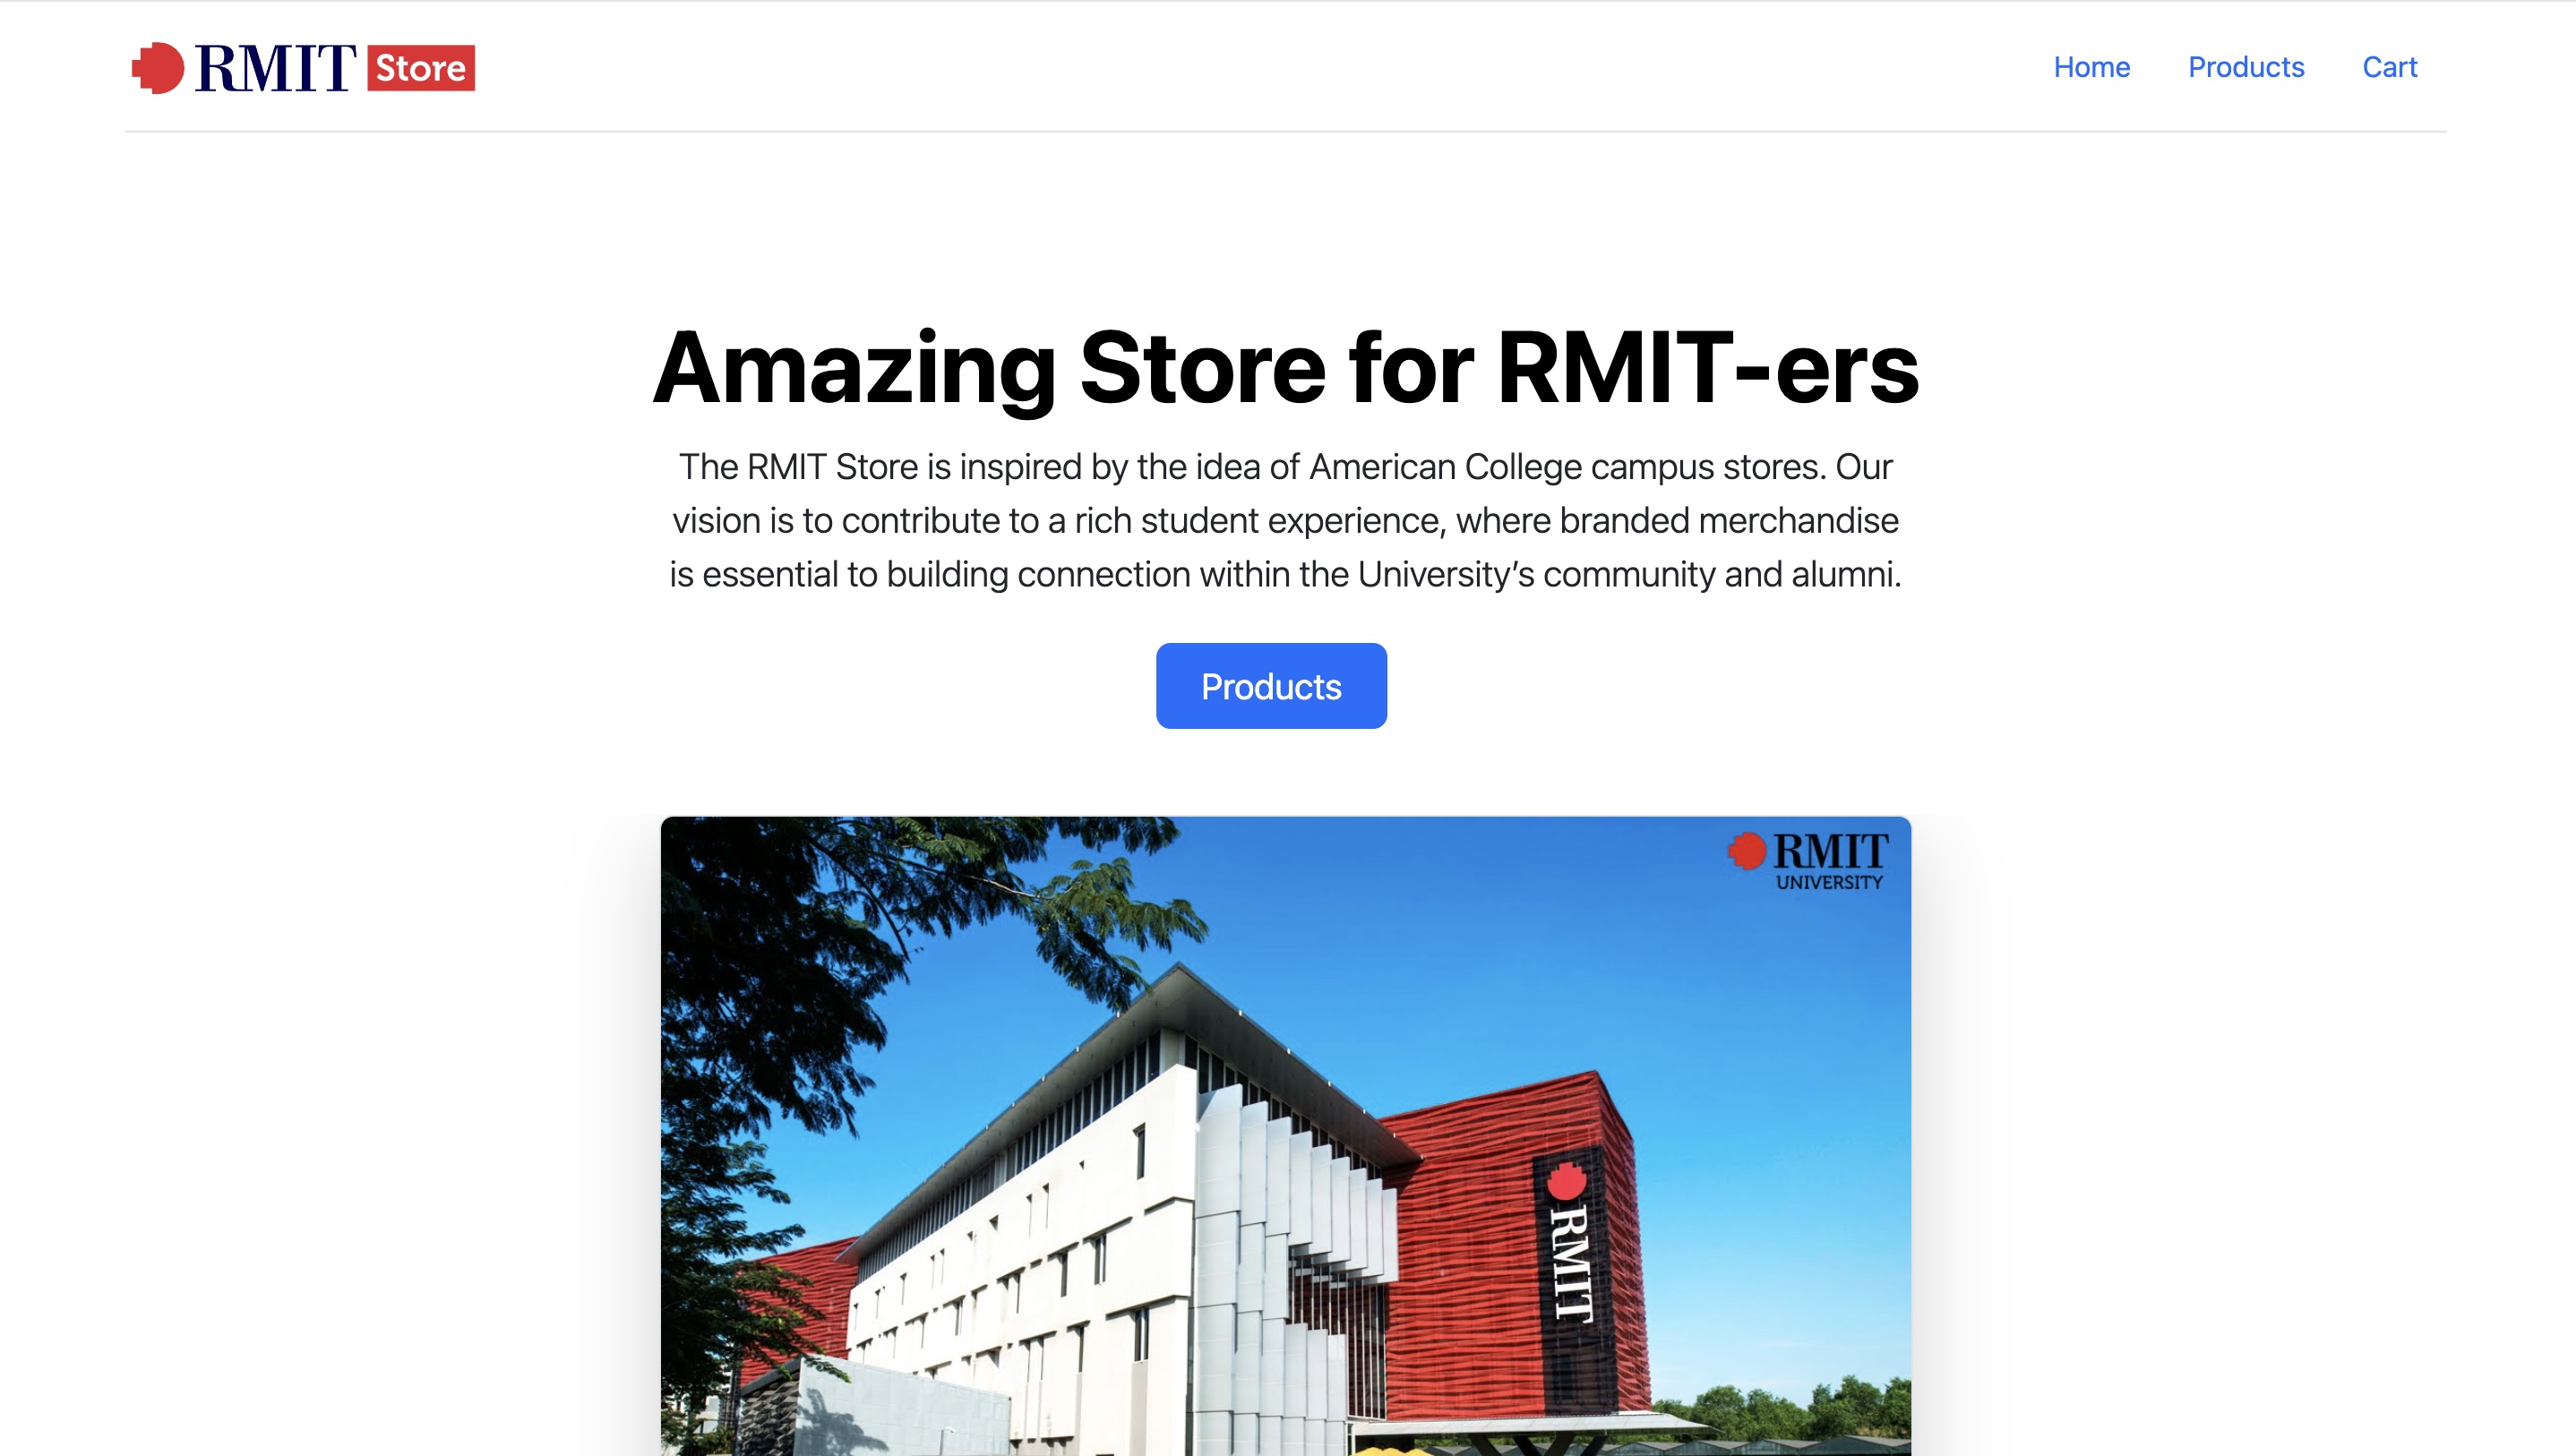 RMIT Store
Home Products Cart
Amazing Store for RMIT-ers
The RMIT Store is inspired by the idea of American College campus stores. Our
vision is to contribute to a rich student experience, where branded merchandise
is essential to building connection within the University’s community and alumni.
Products
RMIT
UNIVERSITY
RMIT